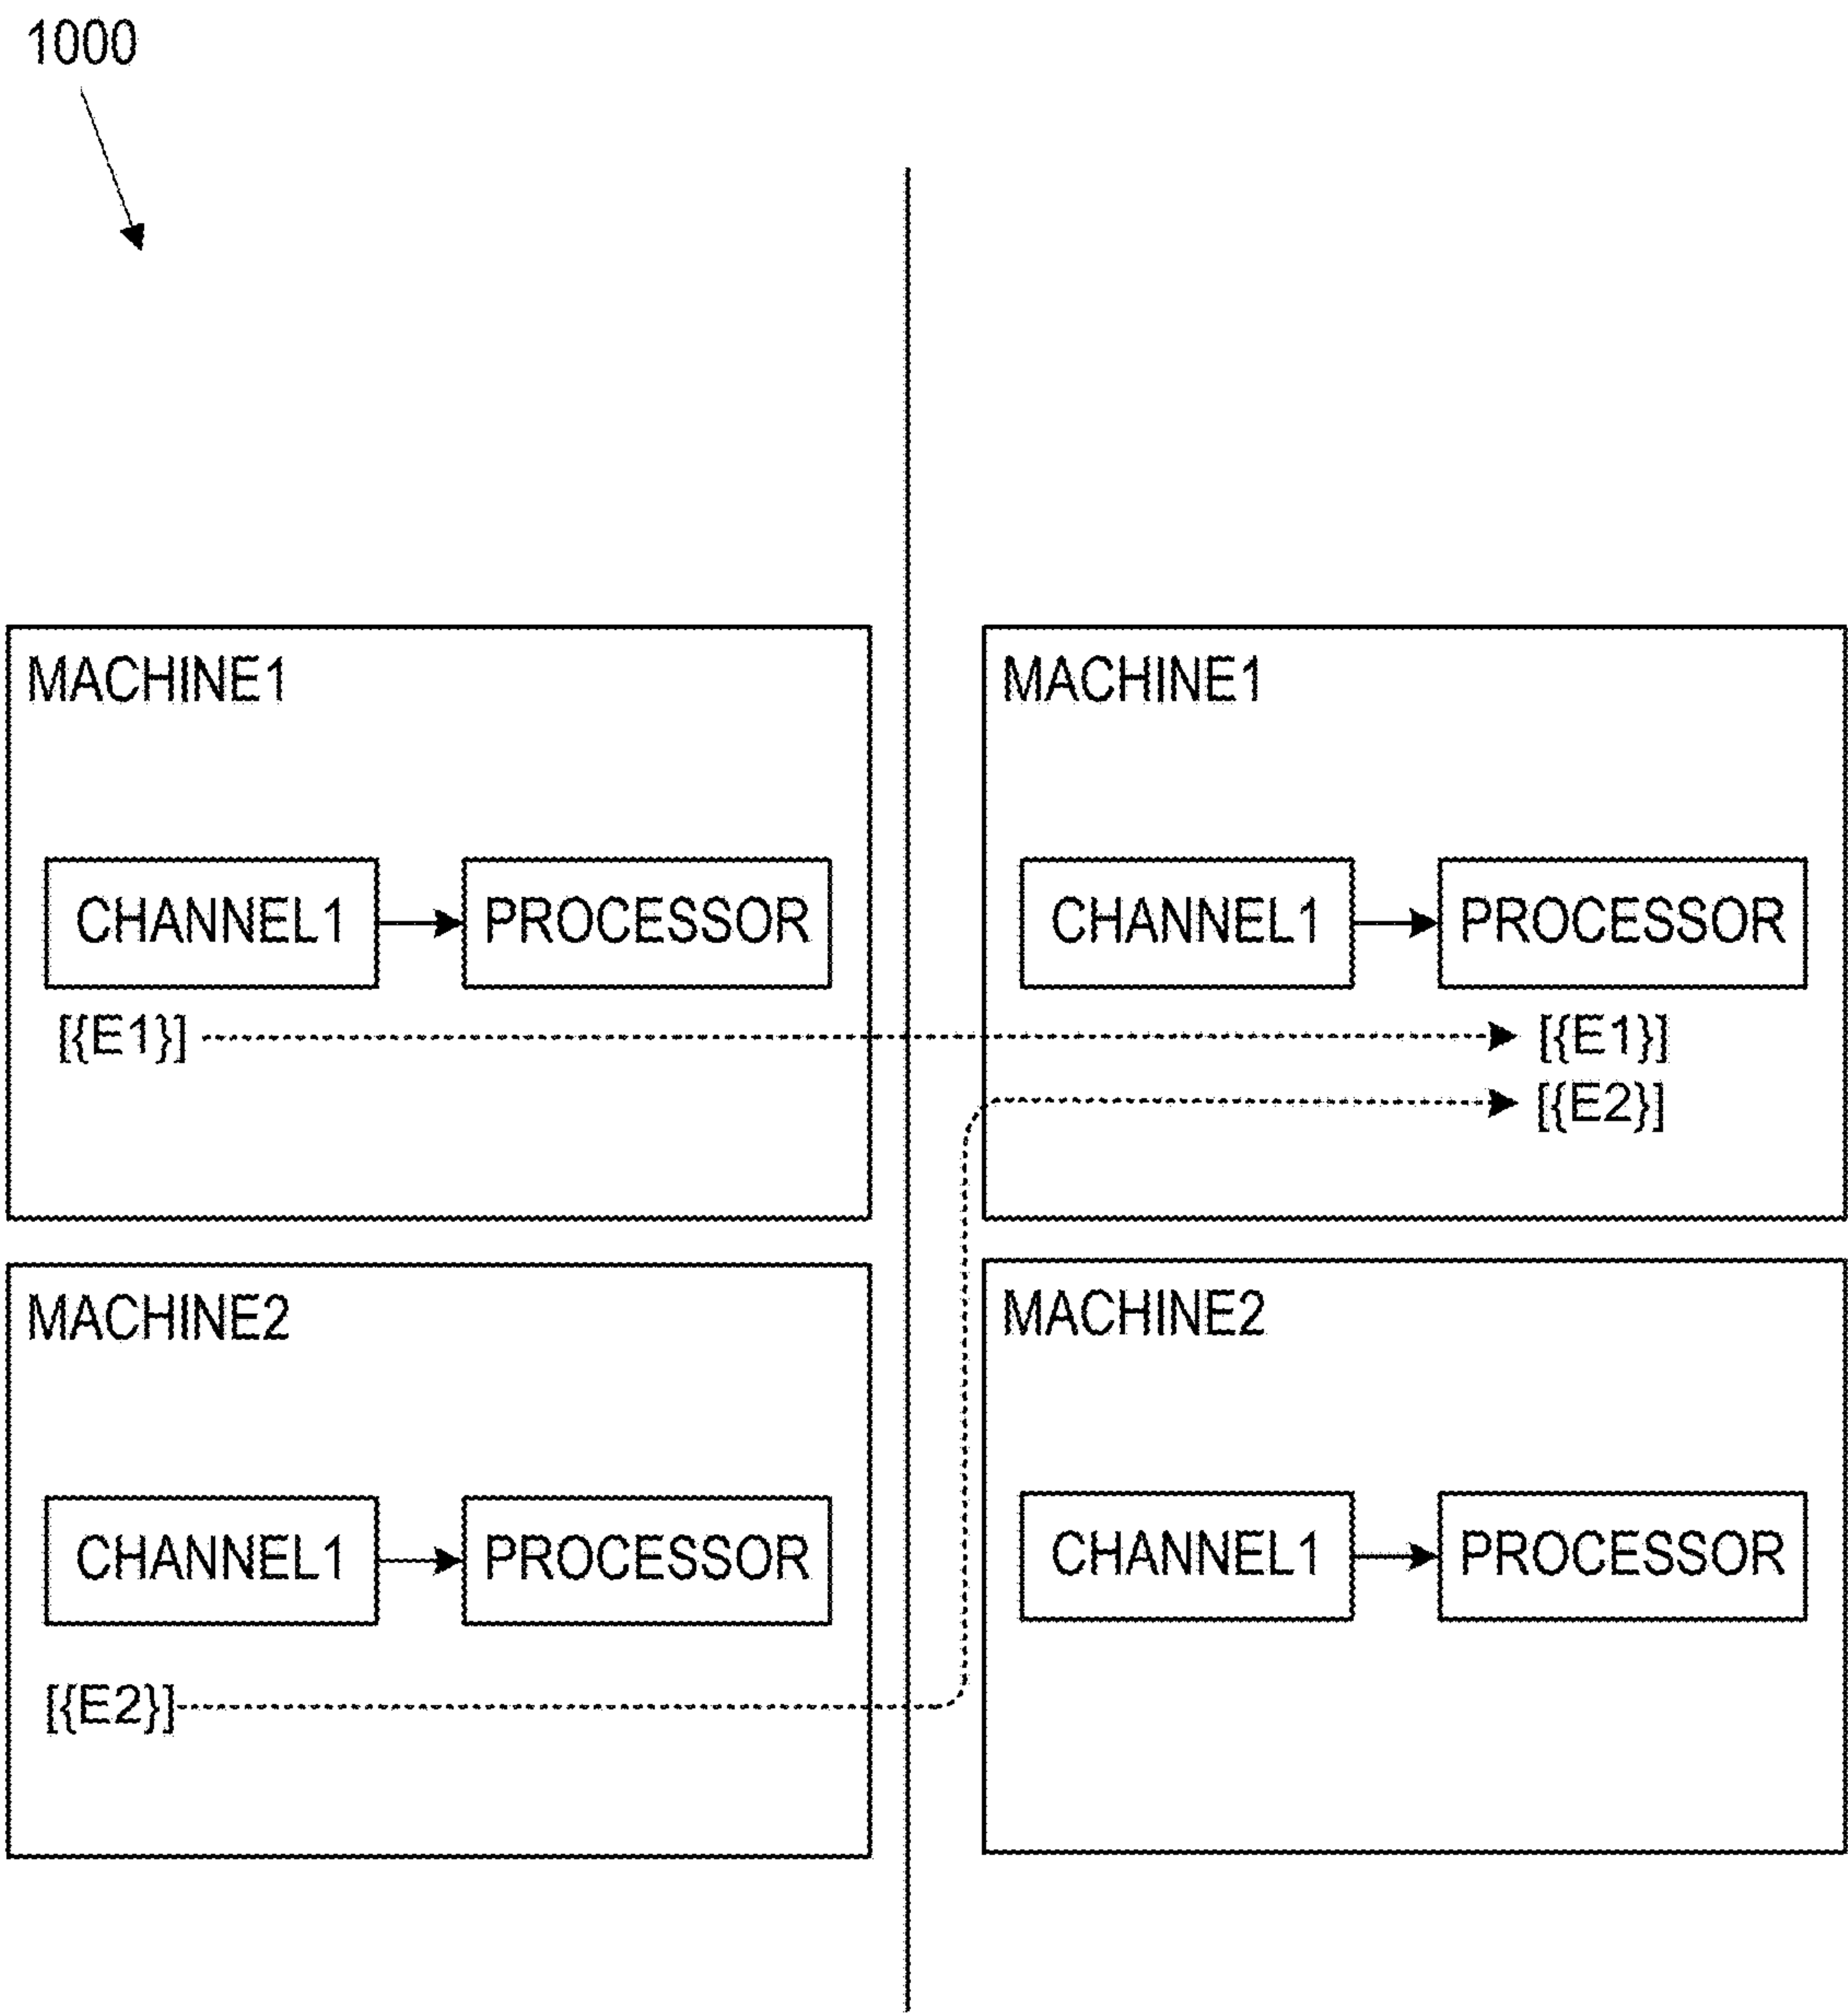 1000
MACHINE1
CHANNEL1
PROCESSOR
[{E1}]
MACHINE2
CHANNEL1
PROCESSOR
[{E2}]
MACHINE1
CHANNEL1
PROCESSOR
[{E1}]
[{E2}]
MACHINE2
CHANNEL1
PROCESSOR